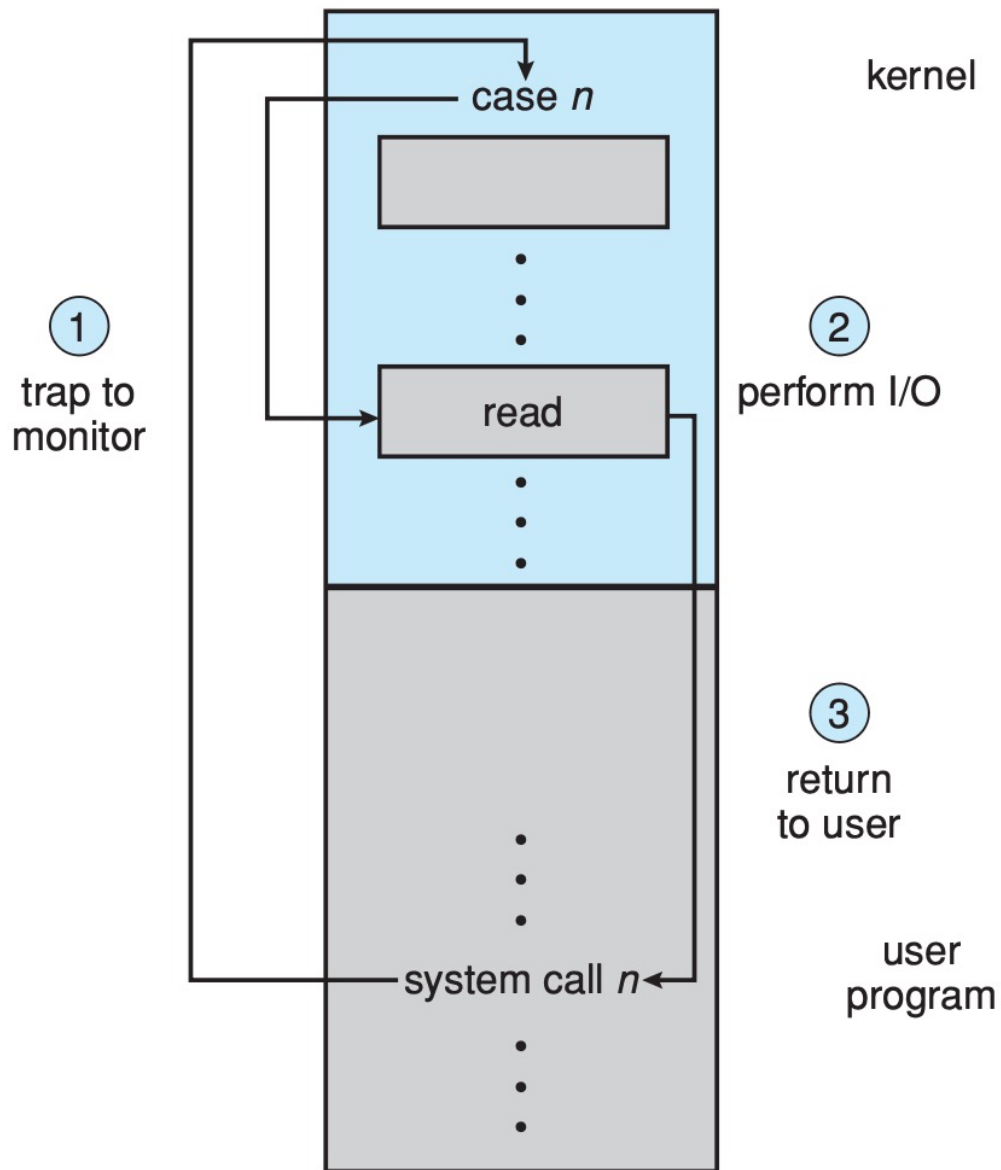 kernel
case n
1
trap to
monitor
2
perform I/O
read
3
return
to user
user
program
system call n